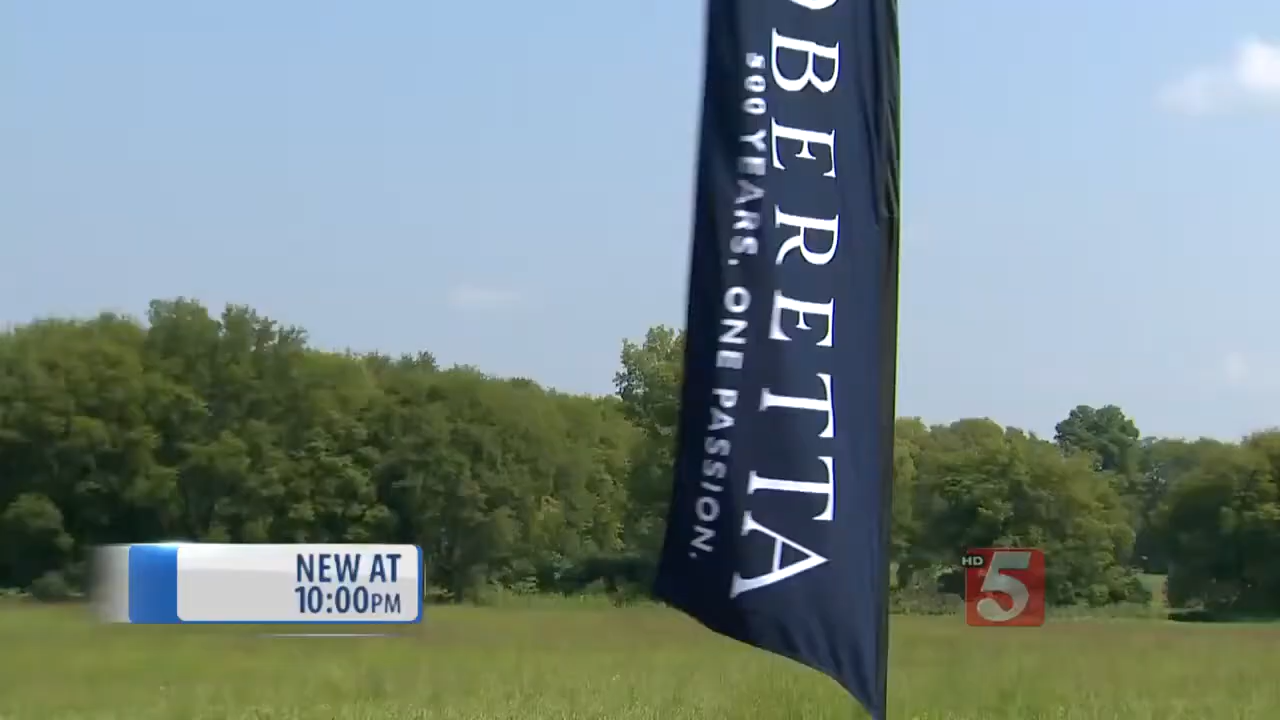 BERETTA
500 YEARS. ONE PASSION.
NEW AT
10:00PM
HD
5